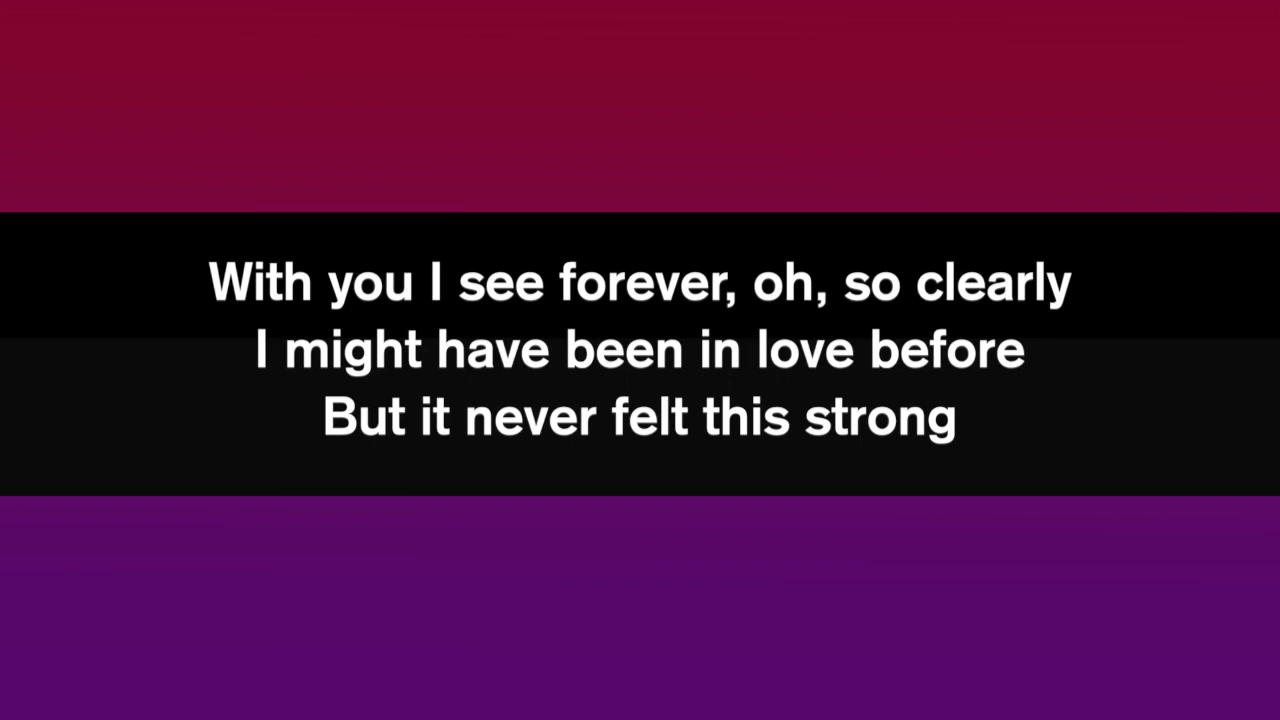 With you I see forever, oh, so clearly
I might have been in love before
But it never felt this strong